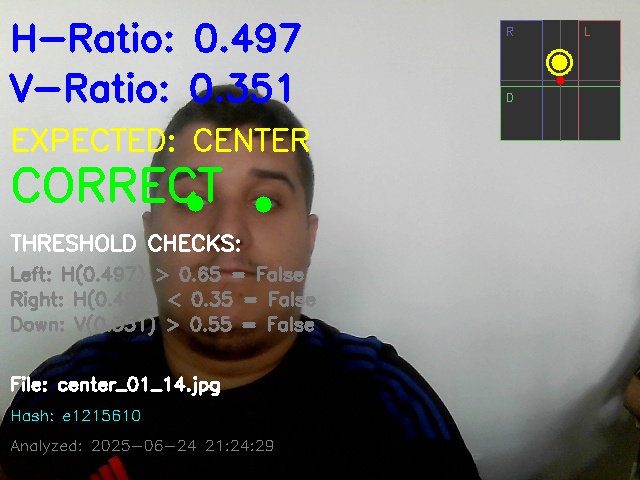 H-Ratio: 0.497
V-Ratio: 0.351
EXPECTED: CENTER
CORRECT
THRESHOLD CHECKS:
Left: H(0.497) > 0.65 = False
Right: H(0.497) < 0.35 = False
Down: V(0.351) > 0.55 = False
File: center_01_14.jpg
Hash: e1215610
Analyzed: 2025-06-24 21:24:29
R
L
D